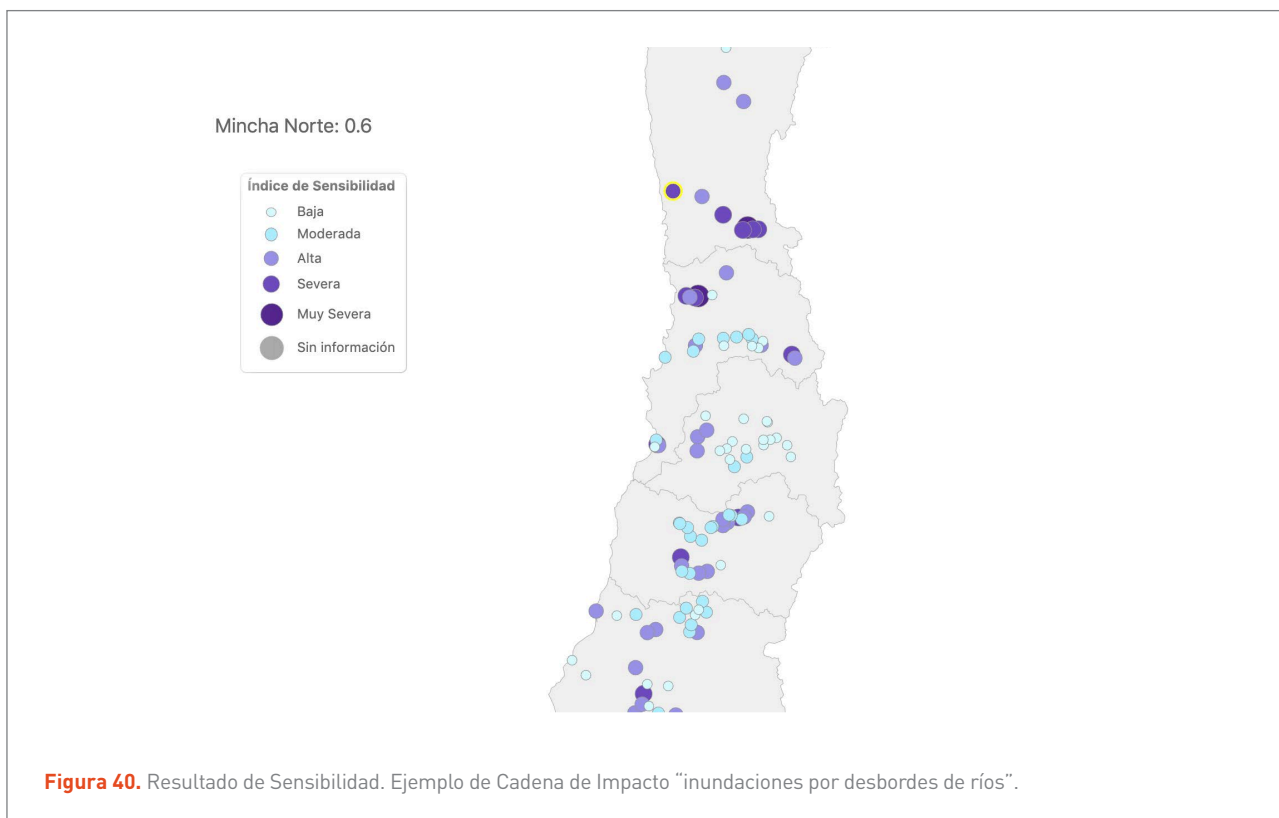 Mincha Norte: 0.6
Índice de Sensibilidad
Baja
Moderada
Alta
Severa
Muy Severa
Sin información
Figura 40. Resultado de Sensibilidad. Ejemplo de Cadena de Impacto “inundaciones por desbordes de ríos”.